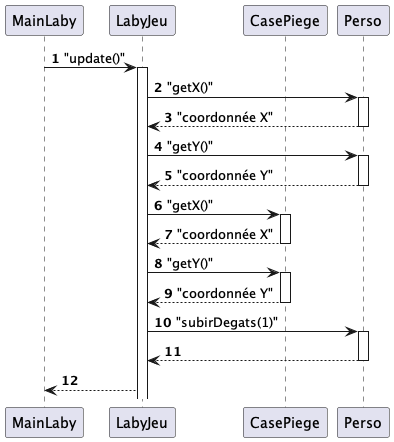 MainLaby LabyJeu CasePiege Perso
1 "update()"
2 "getX()"
3 "coordonnée X"
4 "getY()"
5 "coordonnée Y"
6 "getX()"
7 "coordonnée X"
8 "getY()"
9 "coordonnée Y"
10 "subirDegats(1)"
11
12
MainLaby LabyJeu CasePiege Perso